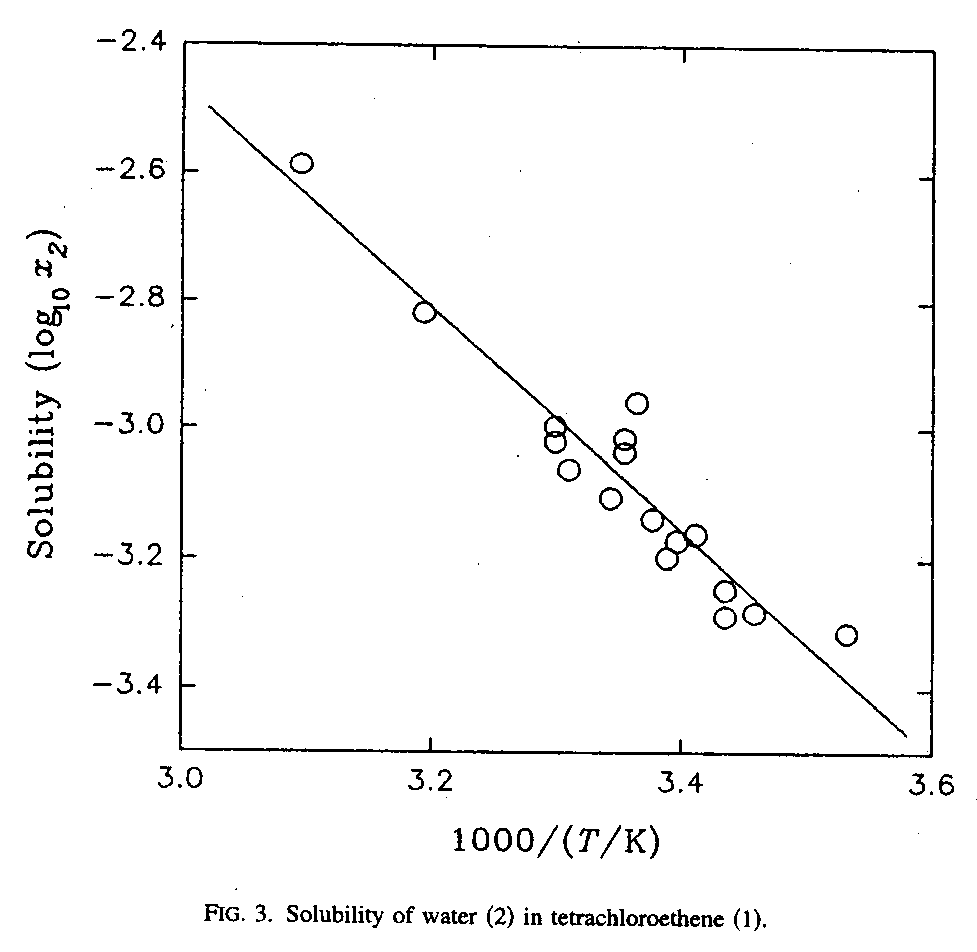 −2.4
−2.6
−2.8
−3.0
−3.2
−3.4
Solubility (log₁₀ x₂)
3.0 3.2 3.4 3.6
1000/(T/K)
FIG. 3. Solubility of water (2) in tetrachloroethene (1).